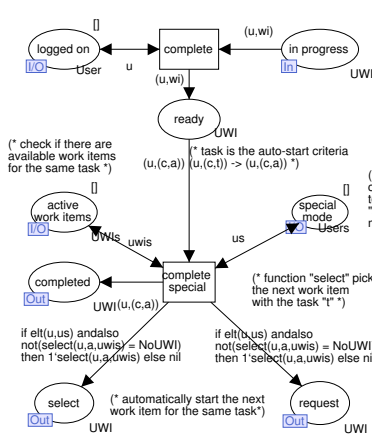 []
logged on
I/O
User
u
complete
(u,wi)
in progress
In
UWI
(u,wi)
ready
UWI
(* check if there are
available work items
for the same task *)
(* task is the auto-start criteria
(u,(c,a)) (u,(c,t)) -> (u,(c,a)) *)
[]
active
work items
I/O
UWIs
uwis
us
[]
special
mode
I/O
Users
completed
Out
UWI
(u,(c,a))
complete
special
(* function "select" pick
the next work item
with the task "t" *)
if elt(u,us) andalso
not(select(u,a,uwis) = NoUWI)
then 1`select(u,a,uwis) else nil
if elt(u,us) andalso
not(select(u,a,uwis) = NoUWI
then 1`select(u,a,uwis) else ni
select
Out
UWI
(* automatically start the next
work item for the same task*)
request
Out
UWI